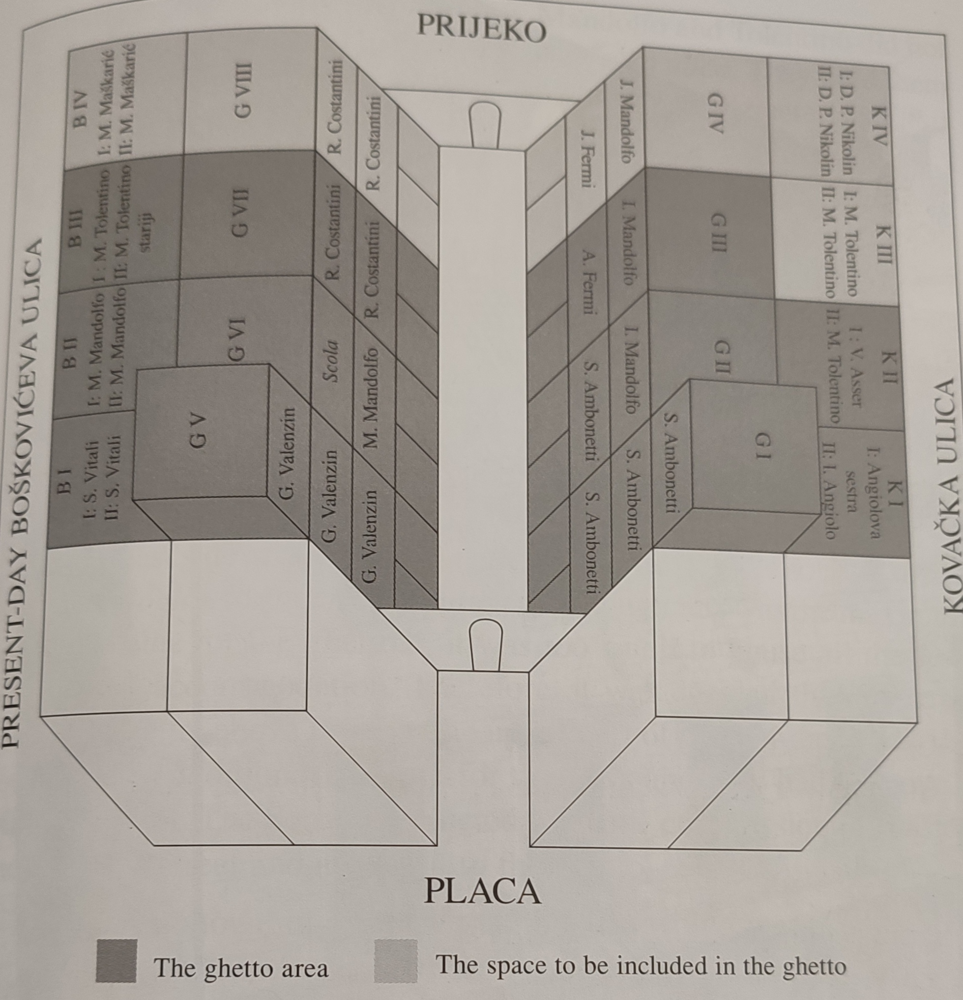 PRIJEKO
PRESENT-DAY BOŠKOVIĆEVA ULICA
B IV
I: M. Maškarić
II: M. Maškarić
G VIII
R. Costantini
R. Costantini
B III
I : M. Tolentino
II: M. Tolentino
stariji
G VII
R. Costantini
R. Costantini
B II
I: M. Mandolfo
II: M. Mandolfo
G VI
Scola
M. Mandolfo
B I
I: S. Vitali
II: S. Vitali
G V
G. Valenzin
G. Valenzin
G. Valenzin
J. Fermi
J. Mandolfo
G IV
II: D. P. Nikolin
I: D. P. Nikolin
K IV
A. Fermi
I. Mandolfo
G III
II: M. Tolentino
I: M. Tolentino
K III
S. Ambonetti
I. Mandolfo
G II
II: M. Tolentino
I : V. Asser
K II
S. Ambonetti
S. Ambonetti
S. Ambonetti
G I
II: I. Angiolo
I: Angiolova
sestra
K I
KOVAČKA ULICA
PLACA
The ghetto area
The space to be included in the ghetto